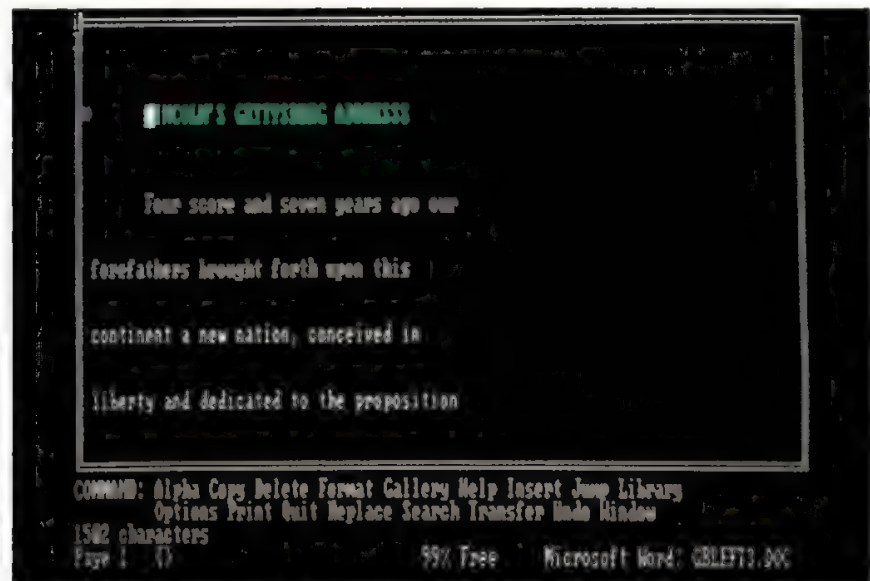 LINCOLN'S GETTYSBURG ADDRESS
Four score and seven years ago our
forefathers brought forth upon this
continent a new nation, conceived in
liberty and dedicated to the proposition
COMMAND: Alpha Copy Delete Format Gallery Help Insert Jump Library
Options Print Quit Replace Search Transfer Undo Window
1502 characters
Page 1 {} 99% Free Microsoft Word: GBLEFT3.DOC